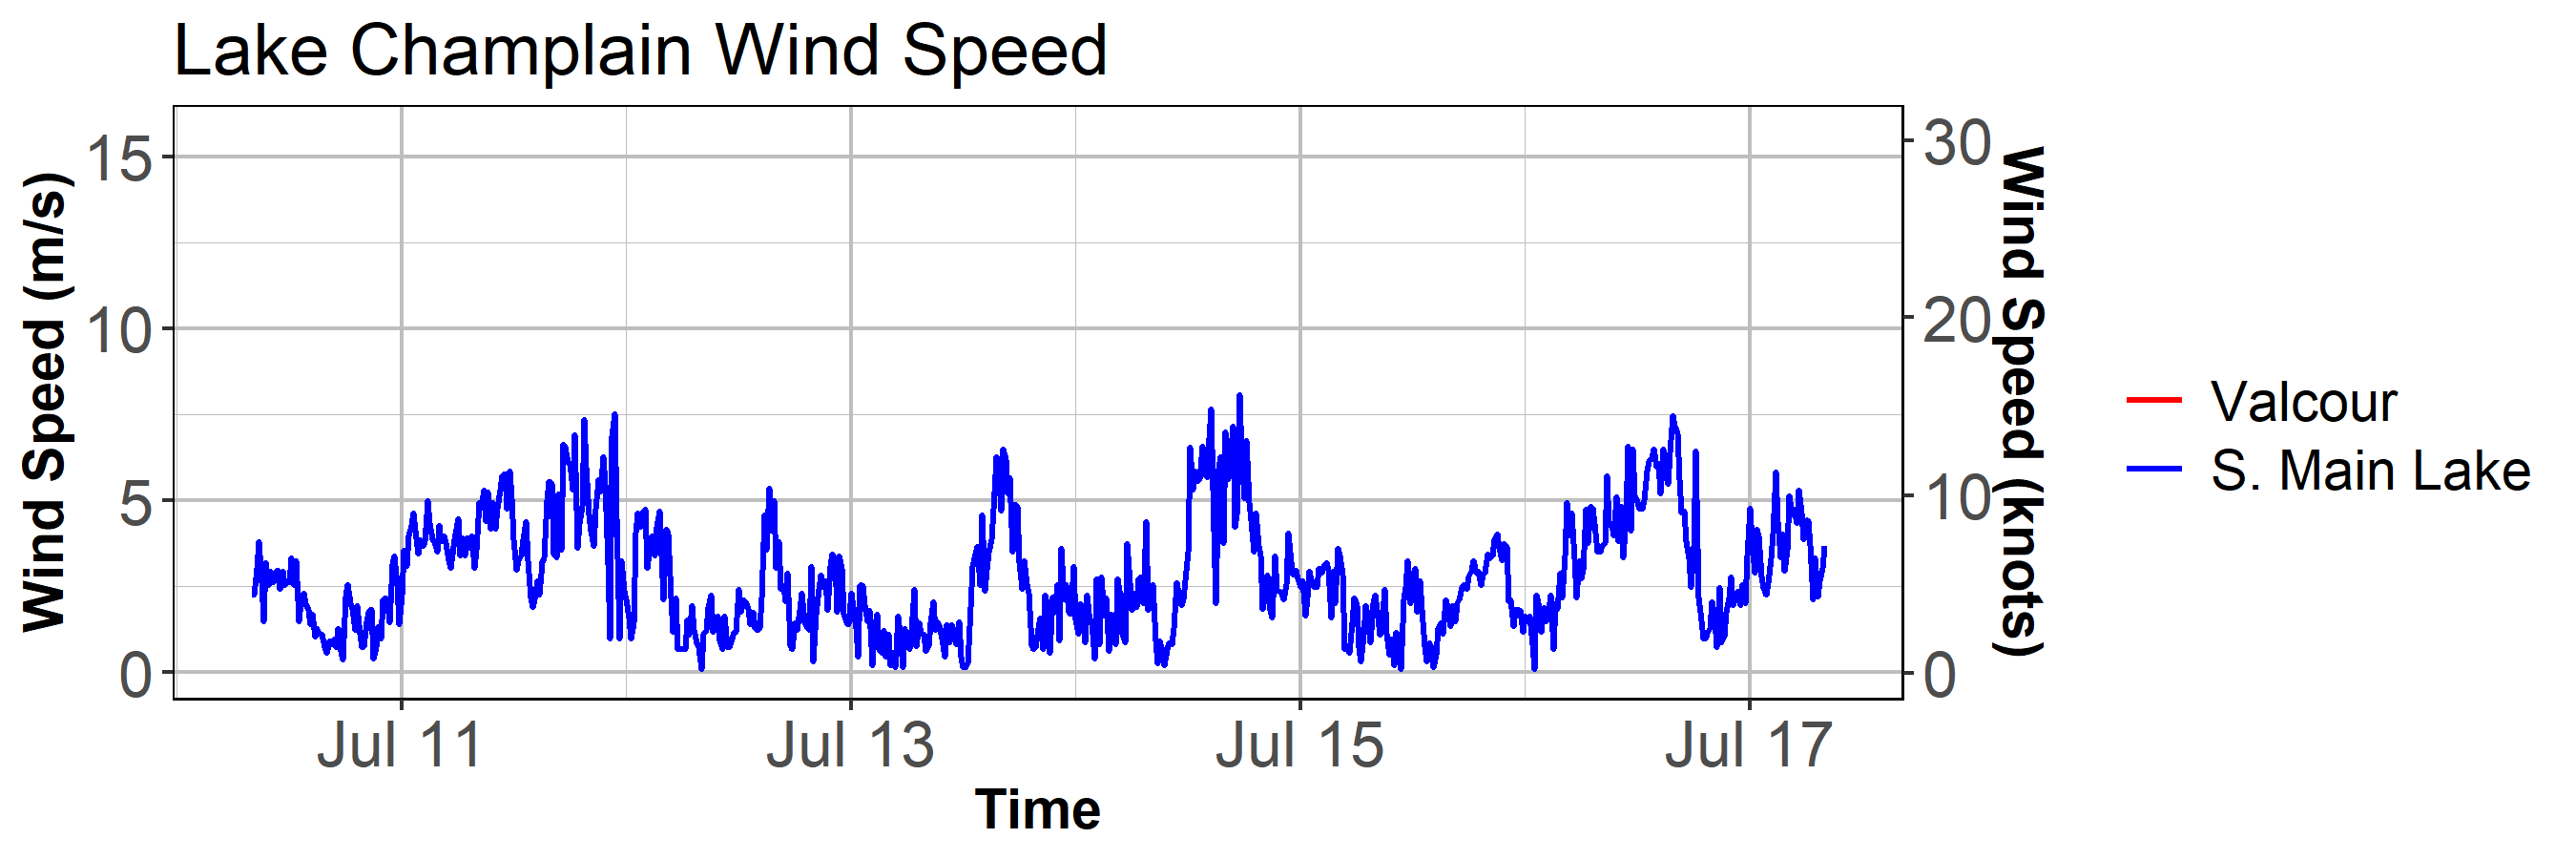 Lake Champlain Wind Speed
Wind Speed (m/s)
15
10
5
0
30
20
10
0
Wind Speed (knots)
Jul 11
Jul 13
Jul 15
Jul 17
Time
Valcour
S. Main Lake